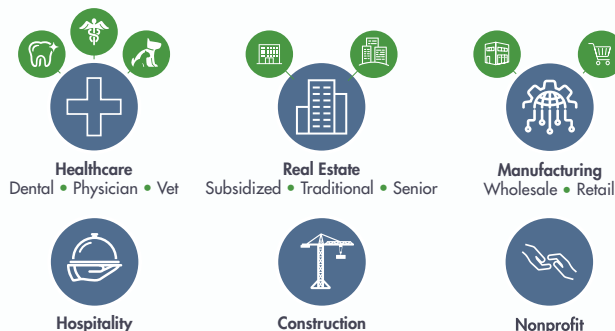 Healthcare
Dental • Physician • Vet
Real Estate
Subsidized • Traditional • Senior
Manufacturing
Wholesale • Retail
Hospitality
Construction
Nonprofit